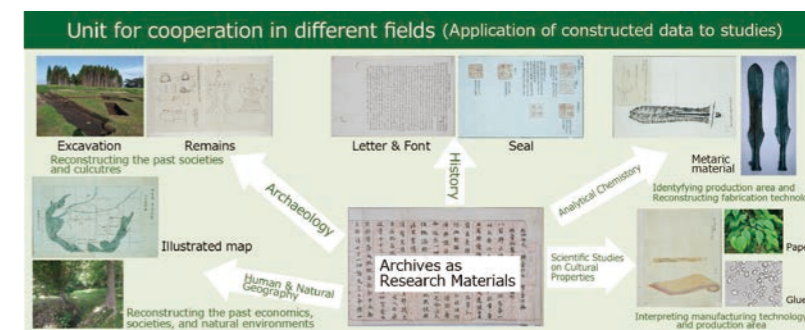 Unit for cooperation in different fields (Application of constructed data to studies)
Excavation
Remains
Reconstructing the past societies
and culcutres
Letter & Font
Seal
Metaric
material
Identyfying production area and
Reconstructing fabrication technolo
Archaeology
History
Analytical Chemistory
Illustrated map
Human & Natural
Geography
Archives as
Research Materials
Scientific Studies
on Cultural
Properties
Pape
Glue
Reconstructing the past economics,
societies, and natural environments
Interpreting manufacturing technology
and production area